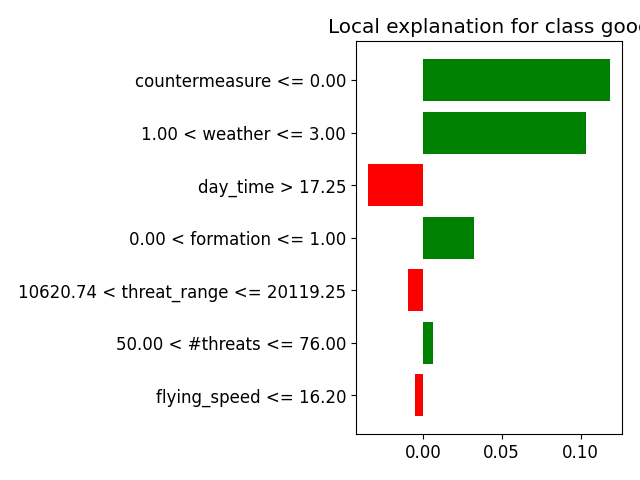 Local explanation for class good
countermeasure <= 0.00
1.00 < weather <= 3.00
day_time > 17.25
0.00 < formation <= 1.00
10620.74 < threat_range <= 20119.25
50.00 < #threats <= 76.00
flying_speed <= 16.20
0.00 0.05 0.10